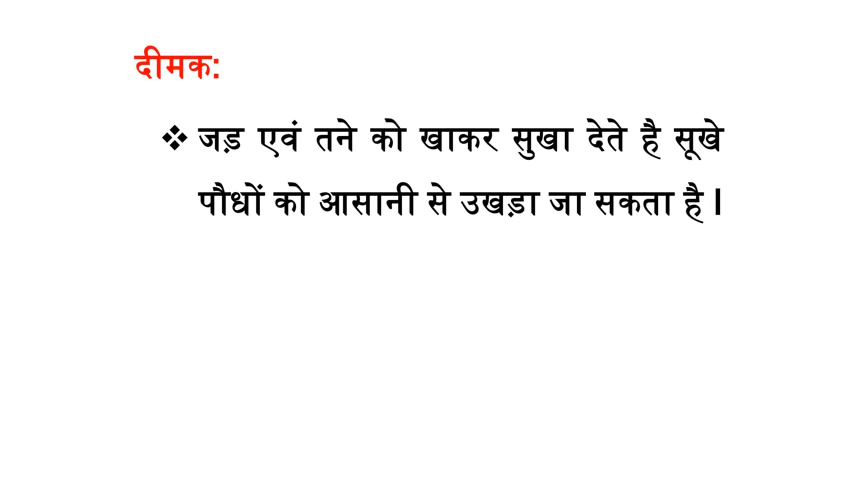 दीमक:
❖ जड़ एवं तने को खाकर सुखा देते है सूखे
पौधों को आसानी से उखड़ा जा सकता है।